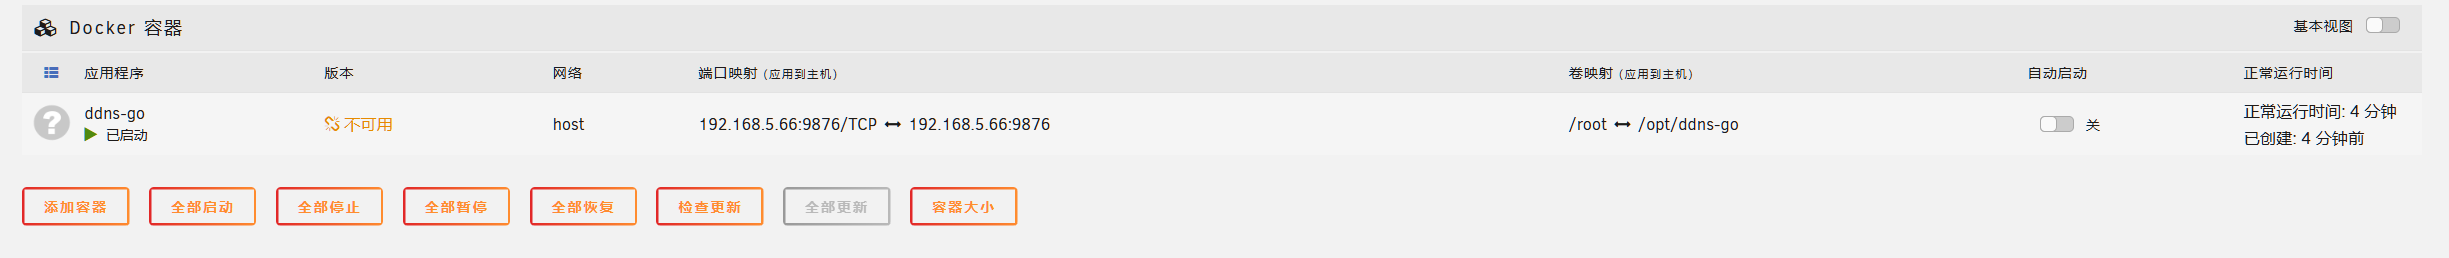 Docker 容器
基本视图
应用程序 版本 网络 端口映射 (应用到主机) 卷映射 (应用到主机) 自动启动 正常运行时间
ddns-go
已启动
不可用
host
192.168.5.66:9876/TCP ↔ 192.168.5.66:9876
/root ↔ /opt/ddns-go
关
正常运行时间: 4 分钟
已创建: 4 分钟前
添加容器 全部启动 全部停止 全部暂停 全部恢复 检查更新 全部更新 容器大小